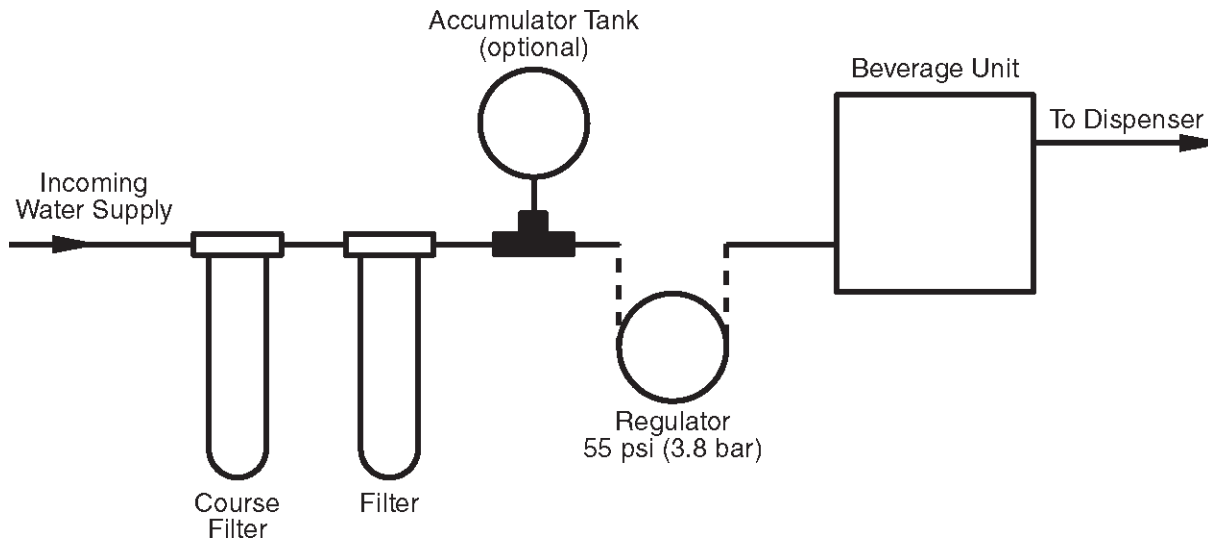 Accumulator Tank
(optional)
Beverage Unit
To Dispenser
Incoming
Water Supply
Regulator
55 psi (3.8 bar)
Course
Filter
Filter